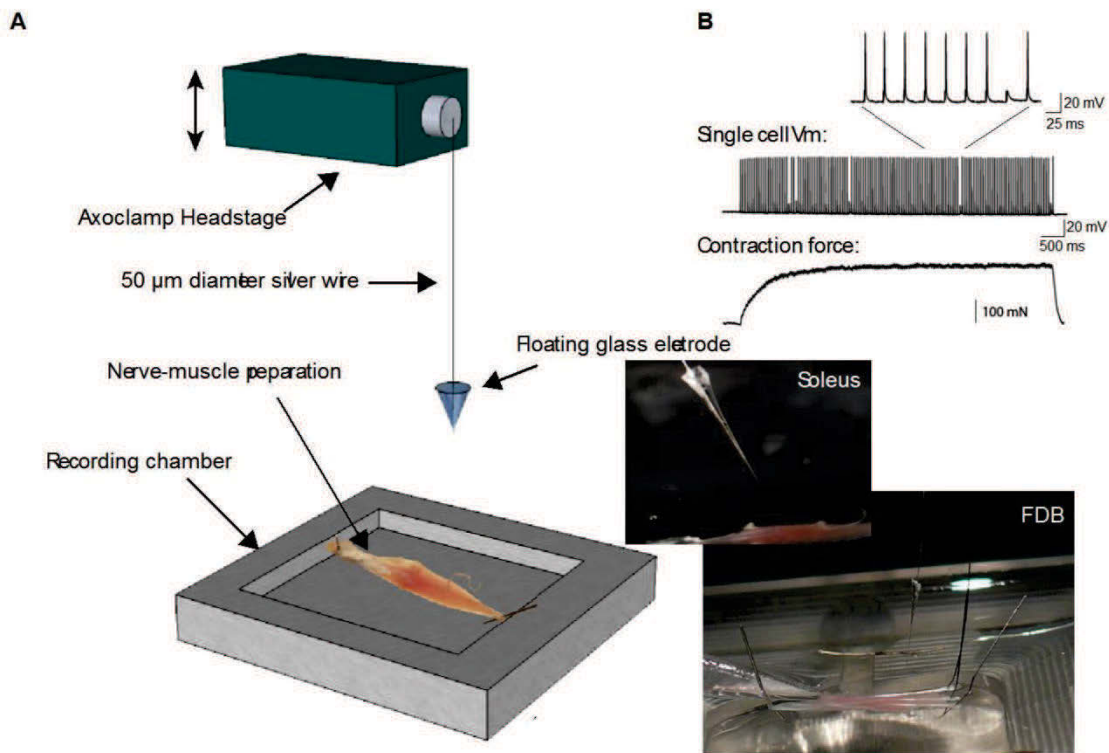 A
B
20 mV
25 ms
Single cell Vm:
20 mV
500 ms
Contraction force:
100 mN
Axoclamp Headstage
50 µm diameter silver wire
Floating glass eletrode
Nerve-muscle preparation
Soleus
Recording chamber
FDB